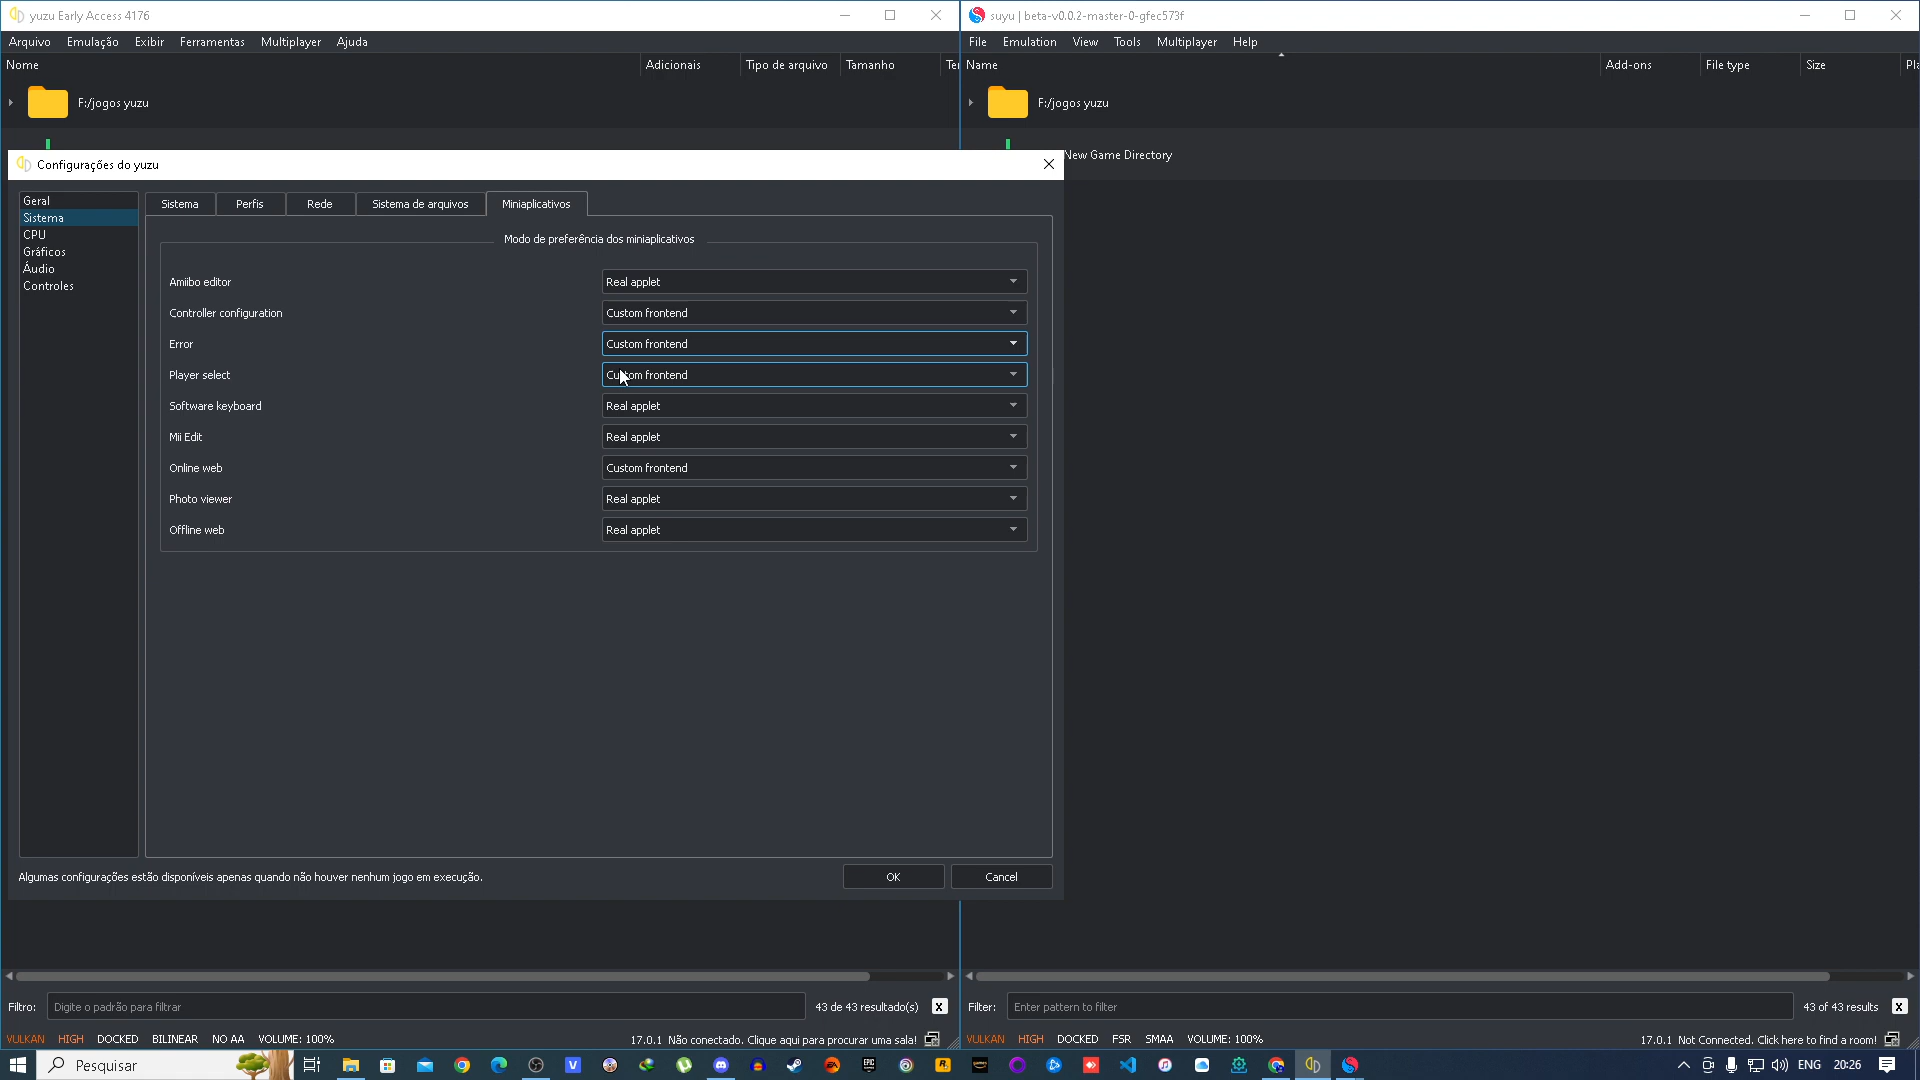 yuzu Early Access 4176
Arquivo Emulação Exibir Ferramentas Multiplayer Ajuda
Nome Adicionais Tipo de arquivo Tamanho
F:/jogos yuzu
suyu | beta-v0.0.2-master-0-gfec573f
File Emulation View Tools Multiplayer Help
Name Add-ons File type Size
F:/jogos yuzu
New Game Directory
Configurações do yuzu
Geral
Sistema
CPU
Gráficos
Áudio
Controles
Sistema Perfis Rede Sistema de arquivos Miniaplicativos
Modo de preferência dos miniaplicativos
Amiibo editor Real applet
Controller configuration Custom frontend
Error Custom frontend
Player select Custom frontend
Software keyboard Real applet
Mii Edit Real applet
Online web Custom frontend
Photo viewer Real applet
Offline web Real applet
Algumas configurações estão disponíveis apenas quando não houver nenhum jogo em execução.
OK Cancel
Filtro: Digite o padrão para filtrar 43 de 43 resultado(s) X
VULKAN HIGH DOCKED BILINEAR NO AA VOLUME: 100% 17.0.1 Não conectado. Clique aqui para procurar uma sala!
Filter: Enter pattern to filter 43 of 43 results X
VULKAN HIGH DOCKED FSR SMAA VOLUME: 100% 17.0.1 Not Connected. Click here to find a room!
Pesquisar
ENG 20:26